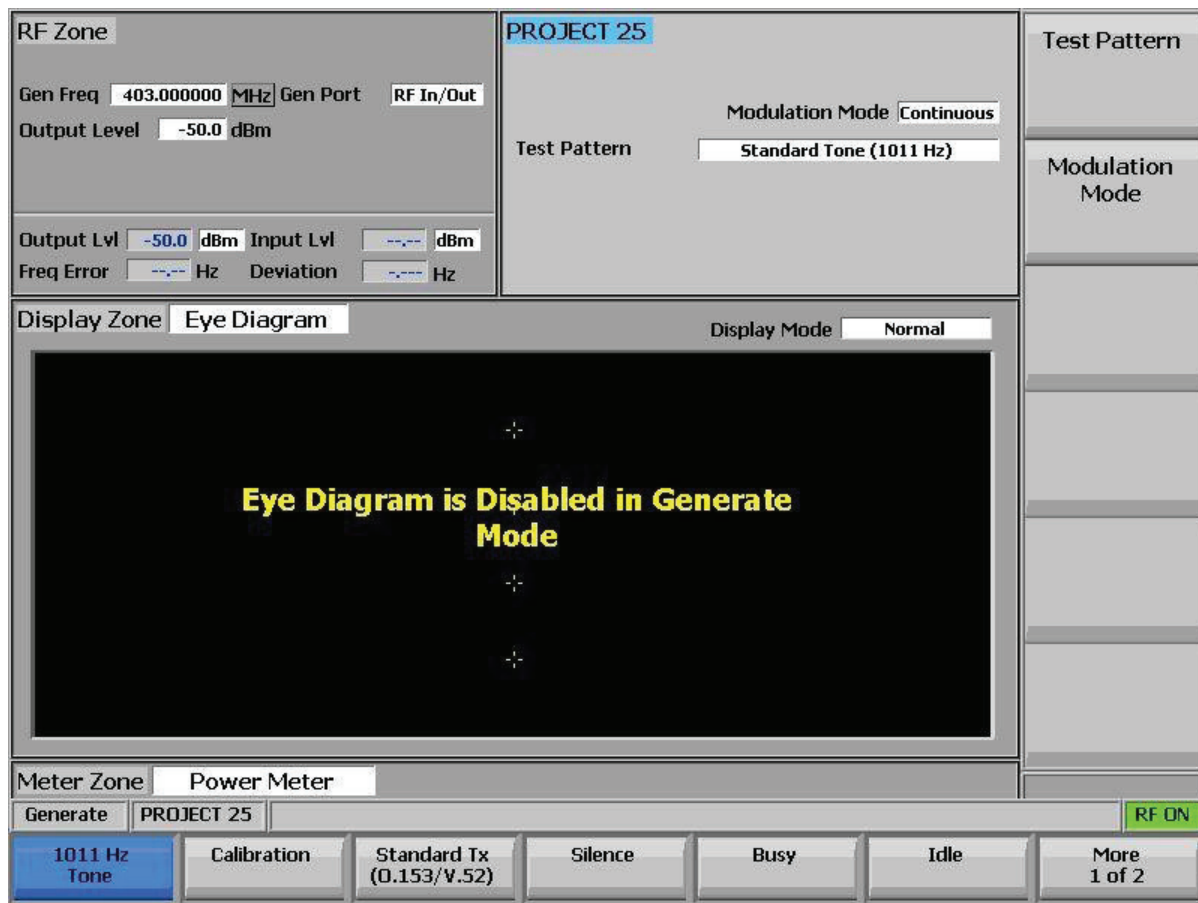 RF Zone
Gen Freq 403.000000 MHz Gen Port RF In/Out
Output Level -50.0 dBm
Output Lvl -50.0 dBm Input Lvl --.-- dBm
Freq Error --.-- Hz Deviation -.--- Hz
PROJECT 25
Modulation Mode Continuous
Test Pattern Standard Tone (1011 Hz)
Test Pattern
Modulation
Mode
Display Zone Eye Diagram
Display Mode Normal
Eye Diagram is Disabled in Generate
Mode
Meter Zone Power Meter
Generate PROJECT 25
RF ON
1011 Hz
Tone
Calibration
Standard Tx
(O.153/V.52)
Silence
Busy
Idle
More
1 of 2